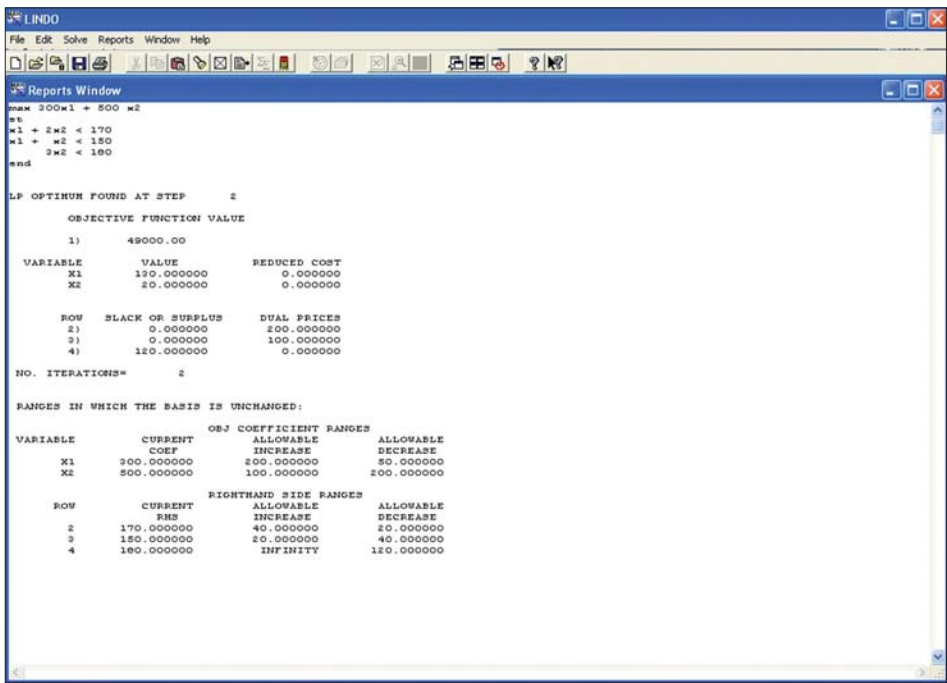 LINDO
File Edit Solve Reports Window Help
Reports Window
max 300x1 + 500 x2
st
x1 + 2x2 < 170
x1 + x2 < 150
3x2 < 180
end
LP OPTIMUM FOUND AT STEP 2
OBJECTIVE FUNCTION VALUE
1) 49000.00
VARIABLE VALUE REDUCED COST
X1 130.000000 0.000000
X2 20.000000 0.000000
ROW SLACK OR SURPLUS DUAL PRICES
2) 0.000000 200.000000
3) 0.000000 100.000000
4) 120.000000 0.000000
NO. ITERATIONS= 2
RANGES IN WHICH THE BASIS IS UNCHANGED:
OBJ COEFFICIENT RANGES
VARIABLE CURRENT ALLOWABLE ALLOWABLE
COEF INCREASE DECREASE
X1 300.000000 200.000000 50.000000
X2 500.000000 100.000000 200.000000
RIGHTHAND SIDE RANGES
ROW CURRENT ALLOWABLE ALLOWABLE
RHS INCREASE DECREASE
2 170.000000 40.000000 20.000000
3 150.000000 20.000000 40.000000
4 180.000000 INFINITY 120.000000